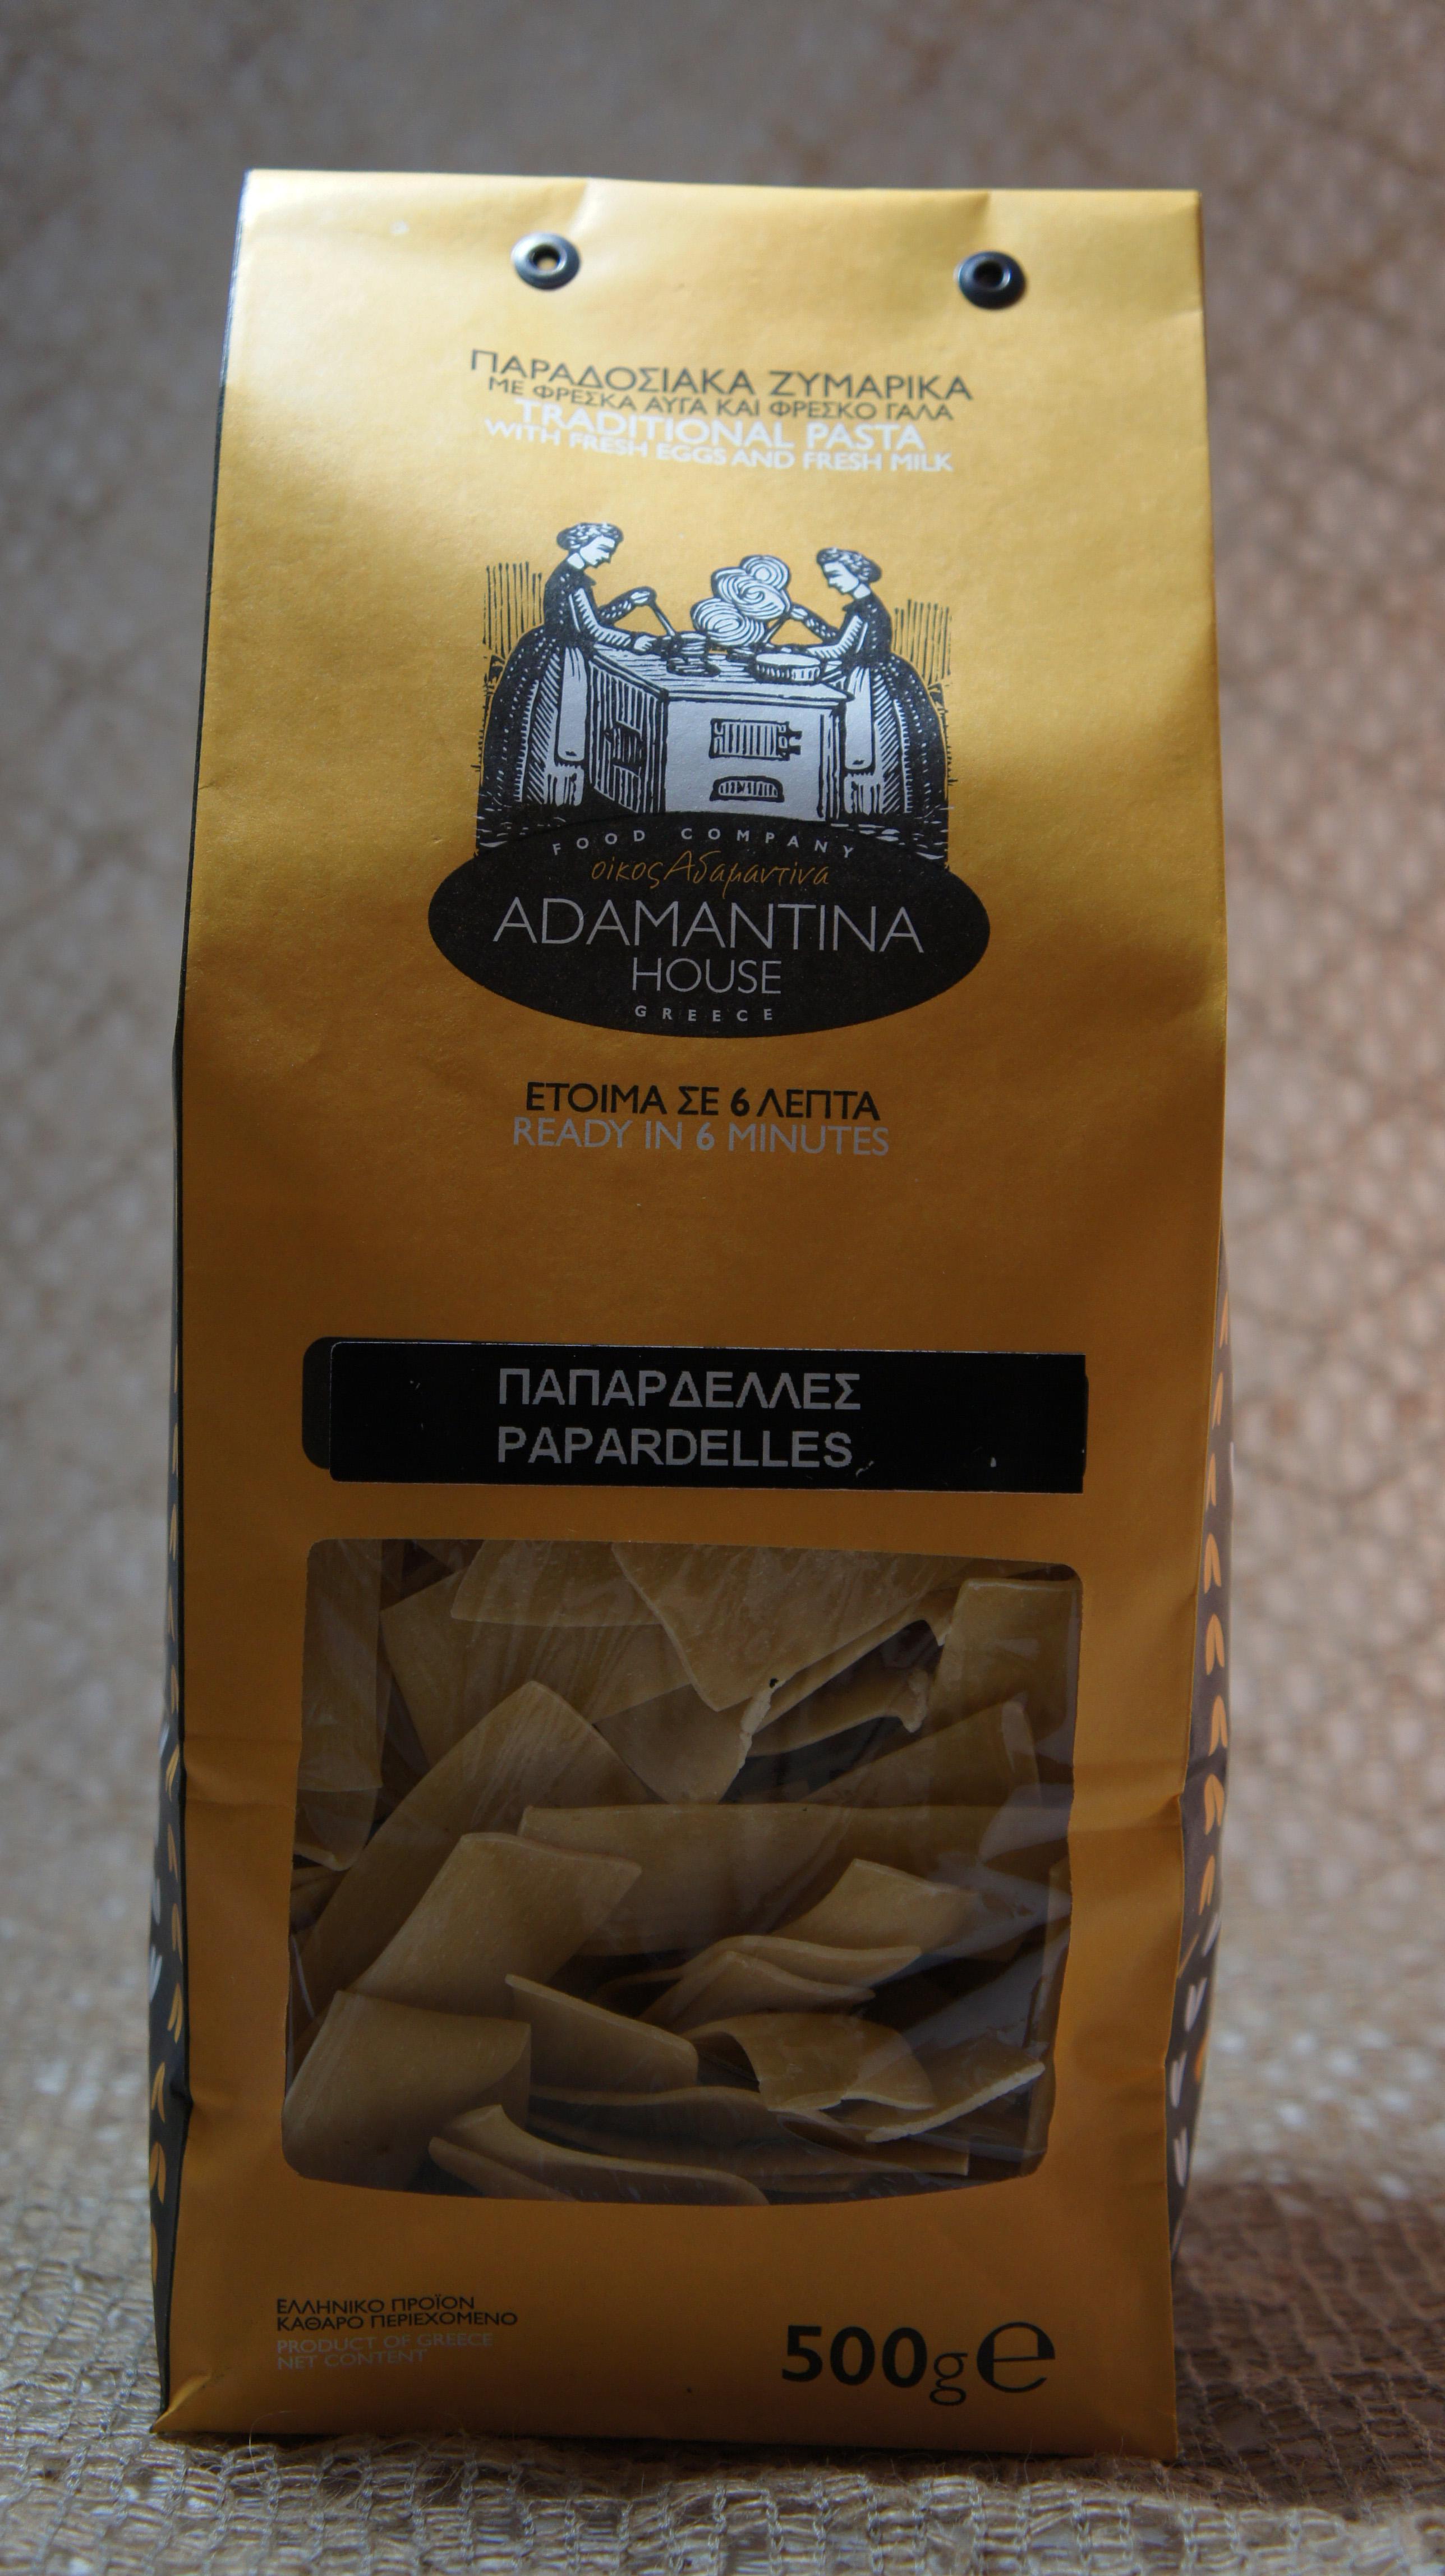 ΠΑΡΑΔΟΣΙΑΚΑ ΖΥΜΑΡΙΚΑ
ΜΕ ΦΡΕΣΚΑ ΑΥΓΑ ΚΑΙ ΦΡΕΣΚΟ ΓΑΛΑ
TRADITIONAL PASTA
WITH FRESH EGGS AND FRESH MILK
FOOD COMPANY
οίκος Αδαμαντίνα
ADAMANTINA
HOUSE
GREECE
ΕΤΟΙΜΑ ΣΕ 6 ΛΕΠΤΑ
READY IN 6 MINUTES
ΠΑΠΑΡΔΕΛΛΕΣ
PAPARDELLES
ΕΛΛΗΝΙΚΟ ΠΡΟΪΟΝ
ΚΑΘΑΡΟ ΠΕΡΙΕΧΟΜΕΝΟ
PRODUCT OF GREECE
NET CONTENT
500g℮